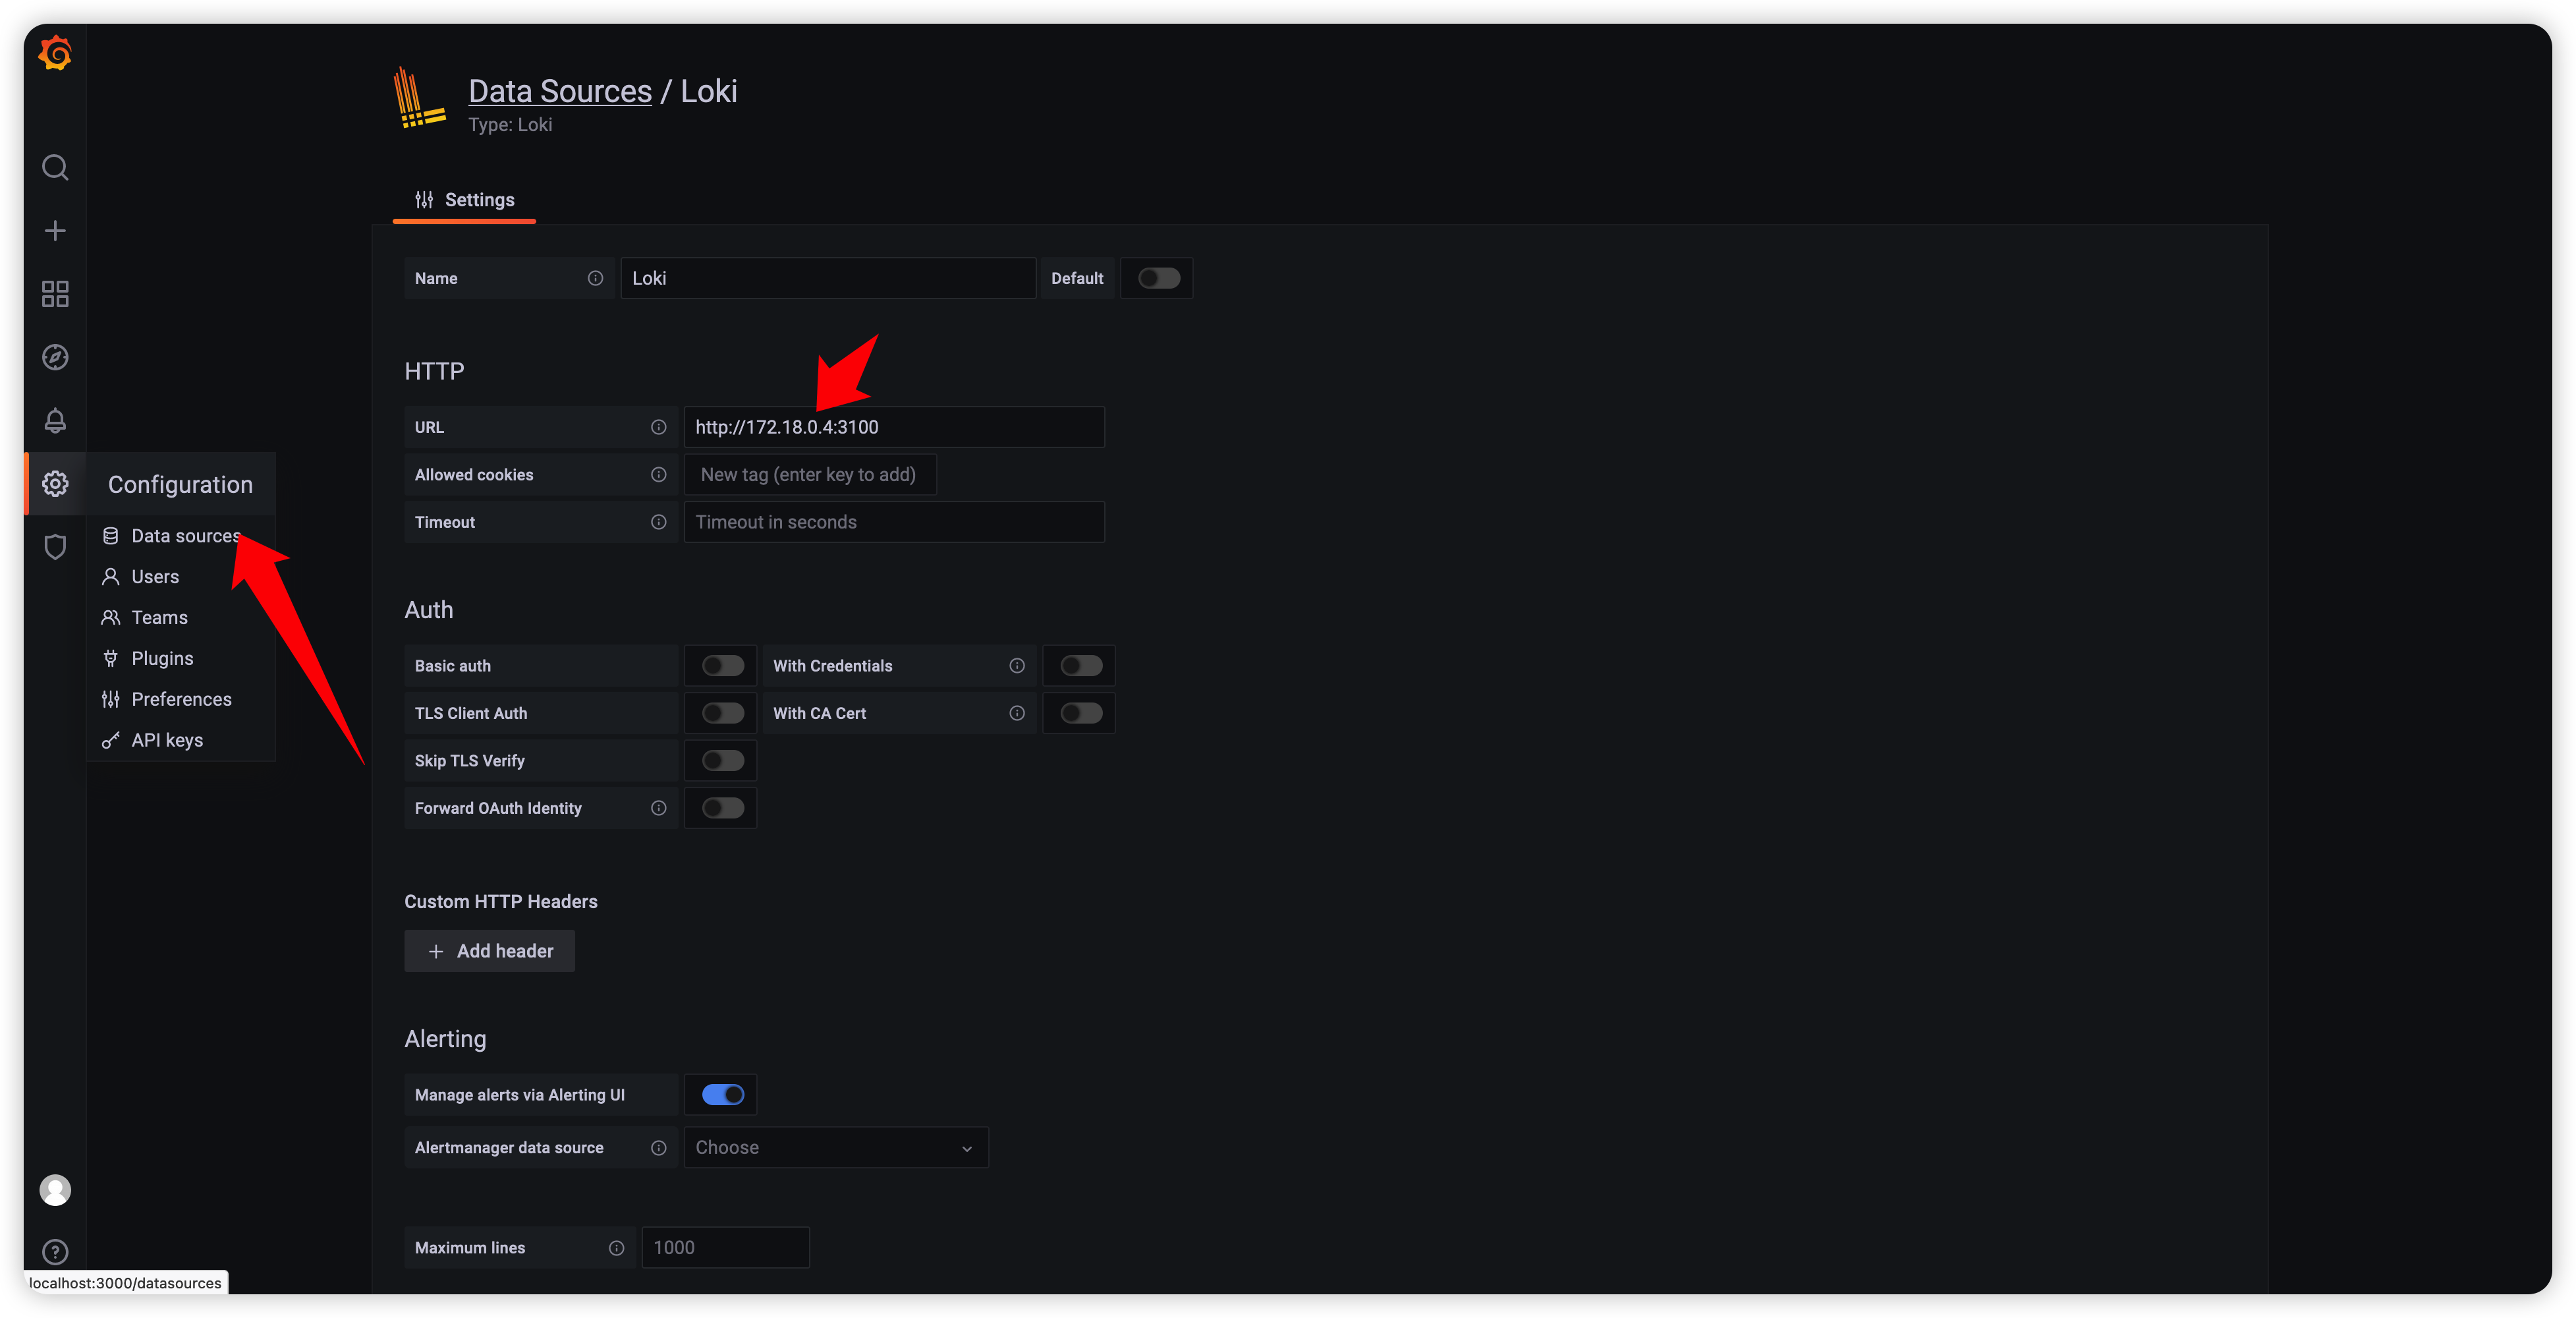 Data Sources / Loki
Type: Loki
Settings
Name Loki Default
HTTP
URL http://172.18.0.4:3100
Allowed cookies New tag (enter key to add)
Timeout Timeout in seconds
Configuration
Data sources
Users
Teams
Plugins
Preferences
API keys
Auth
Basic auth With Credentials
TLS Client Auth With CA Cert
Skip TLS Verify
Forward OAuth Identity
Custom HTTP Headers
Add header
Alerting
Manage alerts via Alerting UI
Alertmanager data source Choose
Maximum lines 1000
localhost:3000/datasources